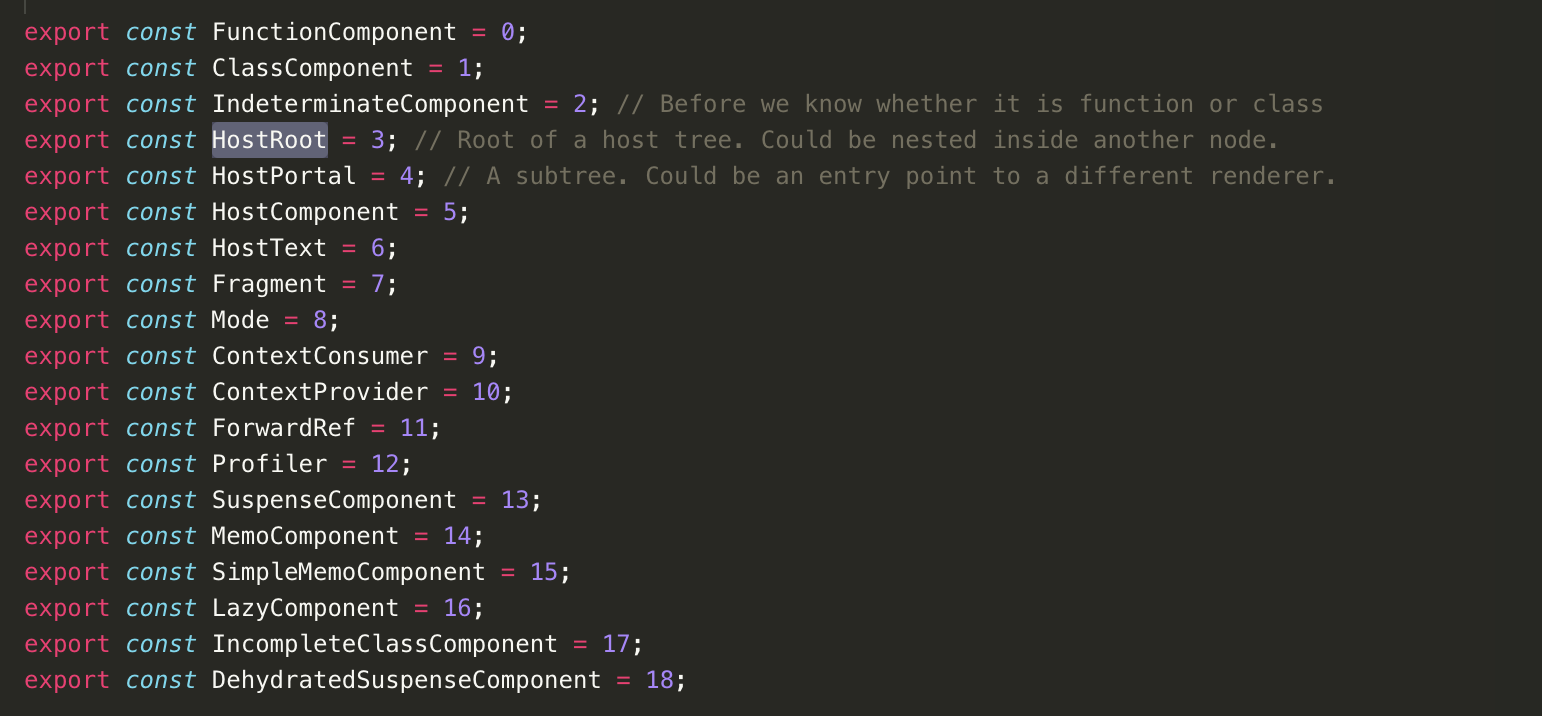 export const FunctionComponent = 0;
export const ClassComponent = 1;
export const IndeterminateComponent = 2; // Before we know whether it is function or class
export const HostRoot = 3; // Root of a host tree. Could be nested inside another node.
export const HostPortal = 4; // A subtree. Could be an entry point to a different renderer.
export const HostComponent = 5;
export const HostText = 6;
export const Fragment = 7;
export const Mode = 8;
export const ContextConsumer = 9;
export const ContextProvider = 10;
export const ForwardRef = 11;
export const Profiler = 12;
export const SuspenseComponent = 13;
export const MemoComponent = 14;
export const SimpleMemoComponent = 15;
export const LazyComponent = 16;
export const IncompleteClassComponent = 17;
export const DehydratedSuspenseComponent = 18;